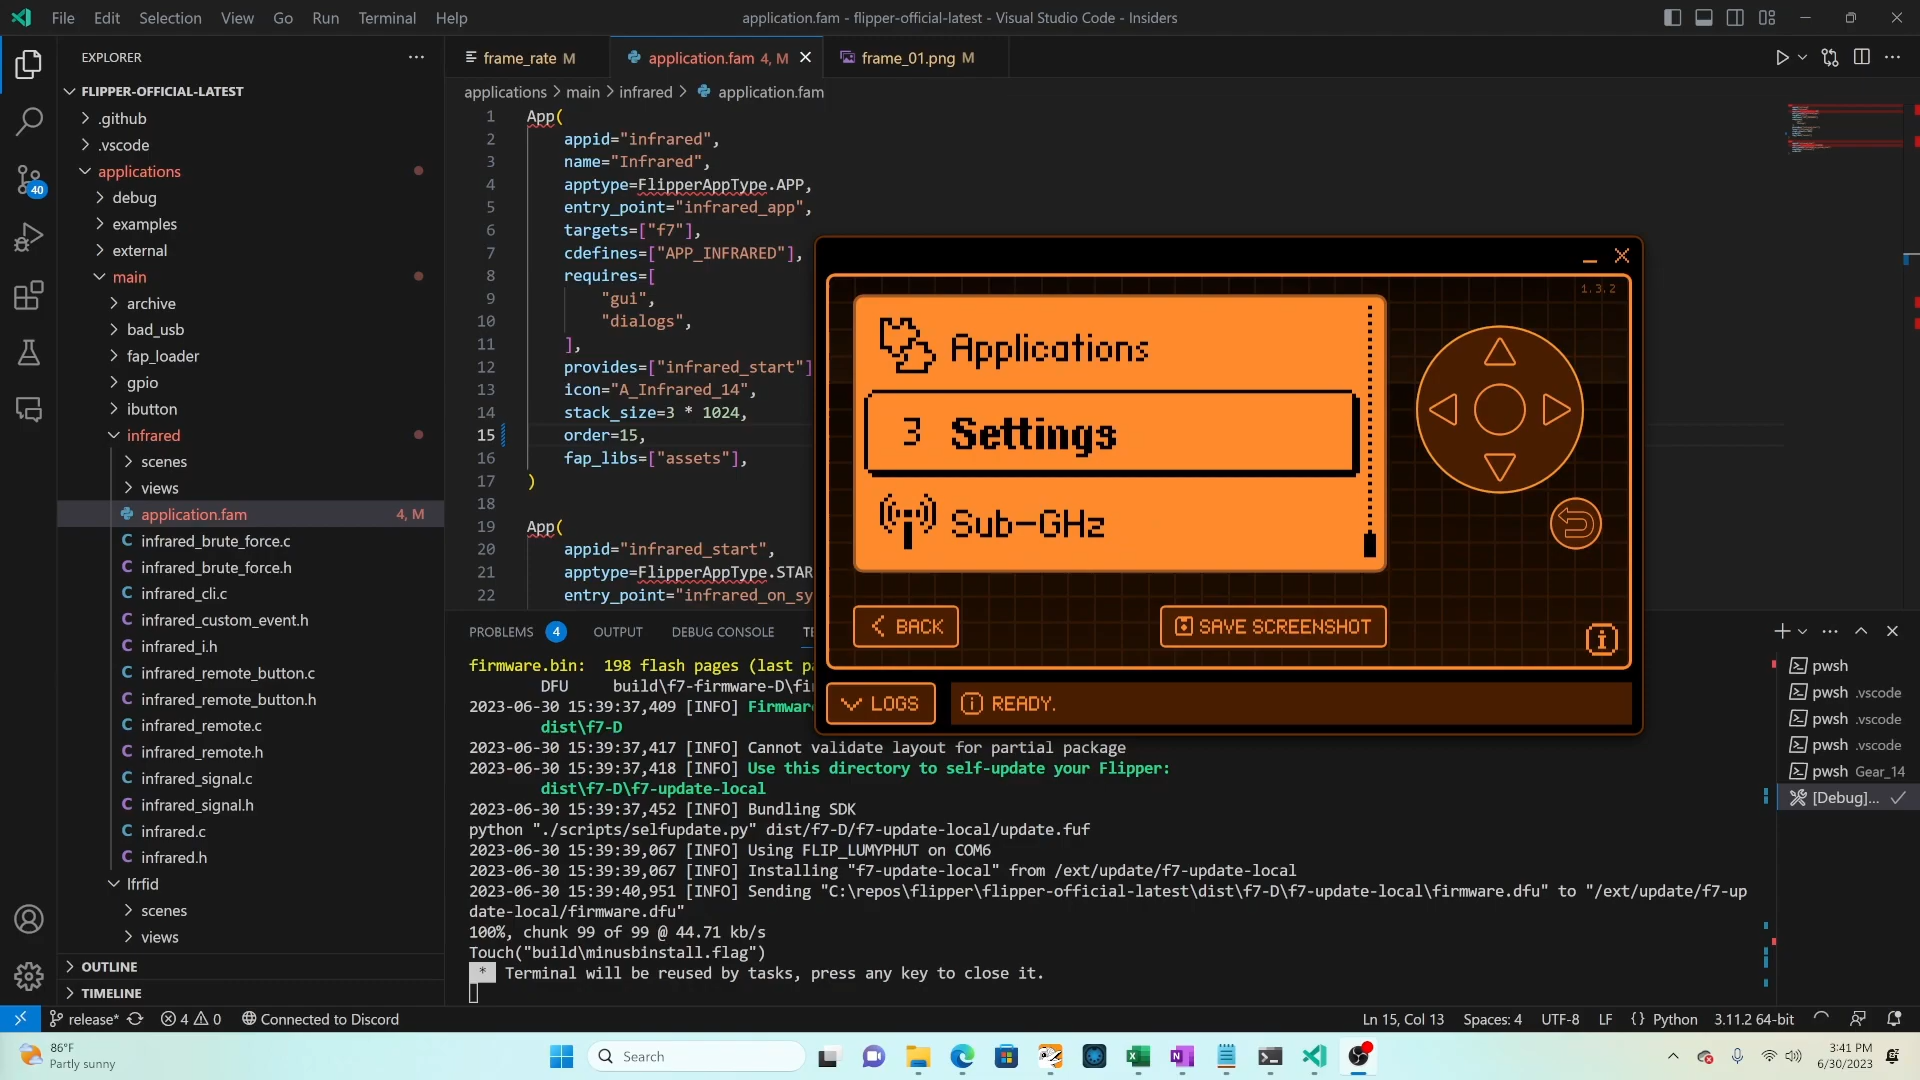 File Edit Selection View Go Run Terminal Help
application.fam - flipper-official-latest - Visual Studio Code - Insiders
EXPLORER
FLIPPER-OFFICIAL-LATEST
.github
.vscode
applications
debug
examples
external
main
archive
bad_usb
fap_loader
gpio
ibutton
infrared
scenes
views
application.fam 4, M
infrared_brute_force.c
infrared_brute_force.h
infrared_cli.c
infrared_custom_event.h
infrared_i.h
infrared_remote_button.c
infrared_remote_button.h
infrared_remote.c
infrared_remote.h
infrared_signal.c
infrared_signal.h
infrared.c
infrared.h
lfrfid
scenes
views
OUTLINE
TIMELINE
40
frame_rate M
application.fam 4, M
frame_01.png M
applications > main > infrared > application.fam
1 App(
2 appid="infrared",
3 name="Infrared",
4 apptype=FlipperAppType.APP,
5 entry_point="infrared_app",
6 targets=["f7"],
7 cdefines=["APP_INFRARED"],
8 requires=[
9 "gui",
10 "dialogs",
11 ],
12 provides=["infrared_start"]
13 icon="A_Infrared_14",
14 stack_size=3 * 1024,
15 order=15,
16 fap_libs=["assets"],
17 )
18
19 App(
20 appid="infrared_start",
21 apptype=FlipperAppType.STAR
22 entry_point="infrared_on_sy
1.3.2
Applications
3 Settings
Sub-GHz
BACK
SAVE SCREENSHOT
LOGS
READY.
PROBLEMS 4 OUTPUT DEBUG CONSOLE TE
firmware.bin: 198 flash pages (last pa
DFU build\f7-firmware-D\fi
2023-06-30 15:39:37,409 [INFO] Firmwar
dist\f7-D
2023-06-30 15:39:37,417 [INFO] Cannot validate layout for partial package
2023-06-30 15:39:37,418 [INFO] Use this directory to self-update your Flipper:
dist\f7-D\f7-update-local
2023-06-30 15:39:37,452 [INFO] Bundling SDK
python "./scripts/selfupdate.py" dist/f7-D/f7-update-local/update.fuf
2023-06-30 15:39:39,067 [INFO] Using FLIP_LUMYPHUT on COM6
2023-06-30 15:39:39,067 [INFO] Installing "f7-update-local" from /ext/update/f7-update-local
2023-06-30 15:39:40,951 [INFO] Sending "C:\repos\flipper\flipper-official-latest\dist\f7-D\f7-update-local\firmware.dfu" to "/ext/update/f7-up
date-local/firmware.dfu"
100%, chunk 99 of 99 @ 44.71 kb/s
Touch("build\minusbinstall.flag")
* Terminal will be reused by tasks, press any key to close it.
pwsh
pwsh .vscode
pwsh .vscode
pwsh .vscode
pwsh Gear_14
[Debug]...
release* 4 0 Connected to Discord
Ln 15, Col 13 Spaces: 4 UTF-8 LF {} Python 3.11.2 64-bit
86°F
Partly sunny
Search
3:41 PM
6/30/2023